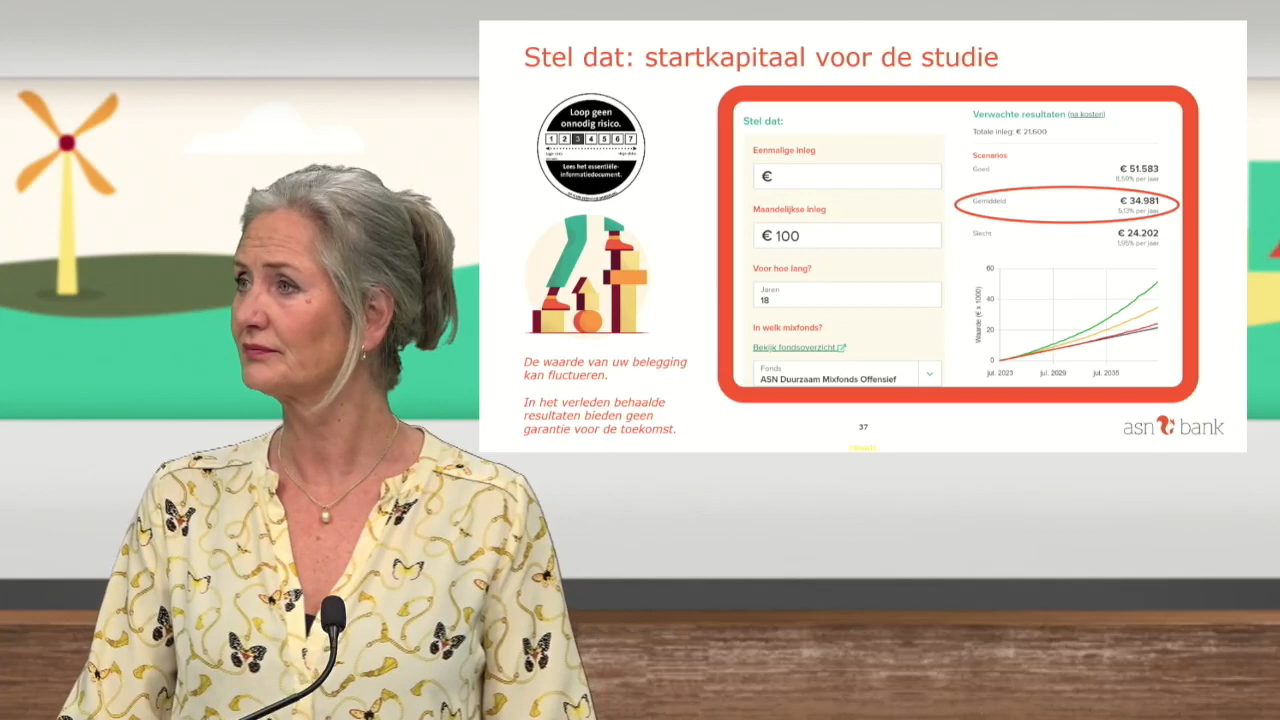 Stel dat: startkapitaal voor de studie
Loop geen
onnodig risico.
1 2 3 4 5 6 7
Lees het essentiële-
informatiedocument.
De waarde van uw belegging
kan fluctueren.
In het verleden behaalde
resultaten bieden geen
garantie voor de toekomst.
Stel dat:
Eenmalige inleg
€
Maandelijkse inleg
€ 100
Voor hoe lang?
Jaren
18
In welk mixfonds?
Bekijk fondsoverzicht
Fonds
ASN Duurzaam Mixfonds Offensief
Verwachte resultaten (na kosten)
Totale inleg: € 21.600
Scenarios
Goed € 51.583
8,59% per jaar
Gemiddeld € 34.981
5,13% per jaar
Slecht € 24.202
1,05% per jaar
Waarde (€ x 1000)
60
40
20
0
jul. 2023 jul. 2029 jul. 2035
37
asn bank